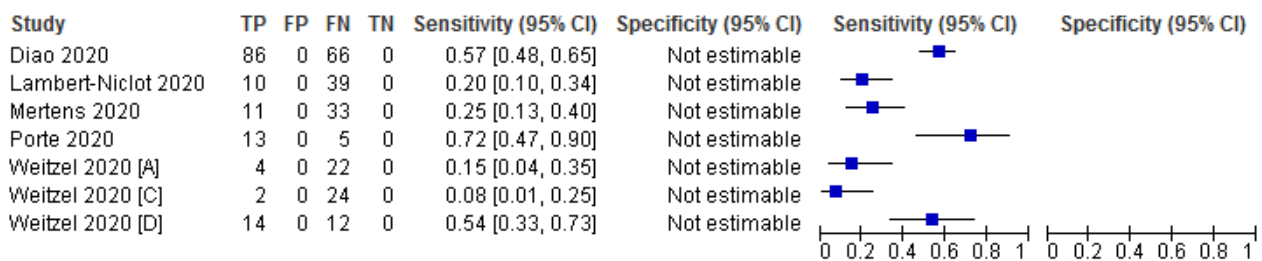 Study TP FP FN TN Sensitivity (95% CI) Specificity (95% CI) Sensitivity (95% CI) Specificity (95% CI)
Diao 2020 86 0 66 0 0.57 [0.48, 0.65] Not estimable
Lambert-Niclot 2020 10 0 39 0 0.20 [0.10, 0.34] Not estimable
Mertens 2020 11 0 33 0 0.25 [0.13, 0.40] Not estimable
Porte 2020 13 0 5 0 0.72 [0.47, 0.90] Not estimable
Weitzel 2020 [A] 4 0 22 0 0.15 [0.04, 0.35] Not estimable
Weitzel 2020 [C] 2 0 24 0 0.08 [0.01, 0.25] Not estimable
Weitzel 2020 [D] 14 0 12 0 0.54 [0.33, 0.73] Not estimable
0 0.2 0.4 0.6 0.8 1 0 0.2 0.4 0.6 0.8 1